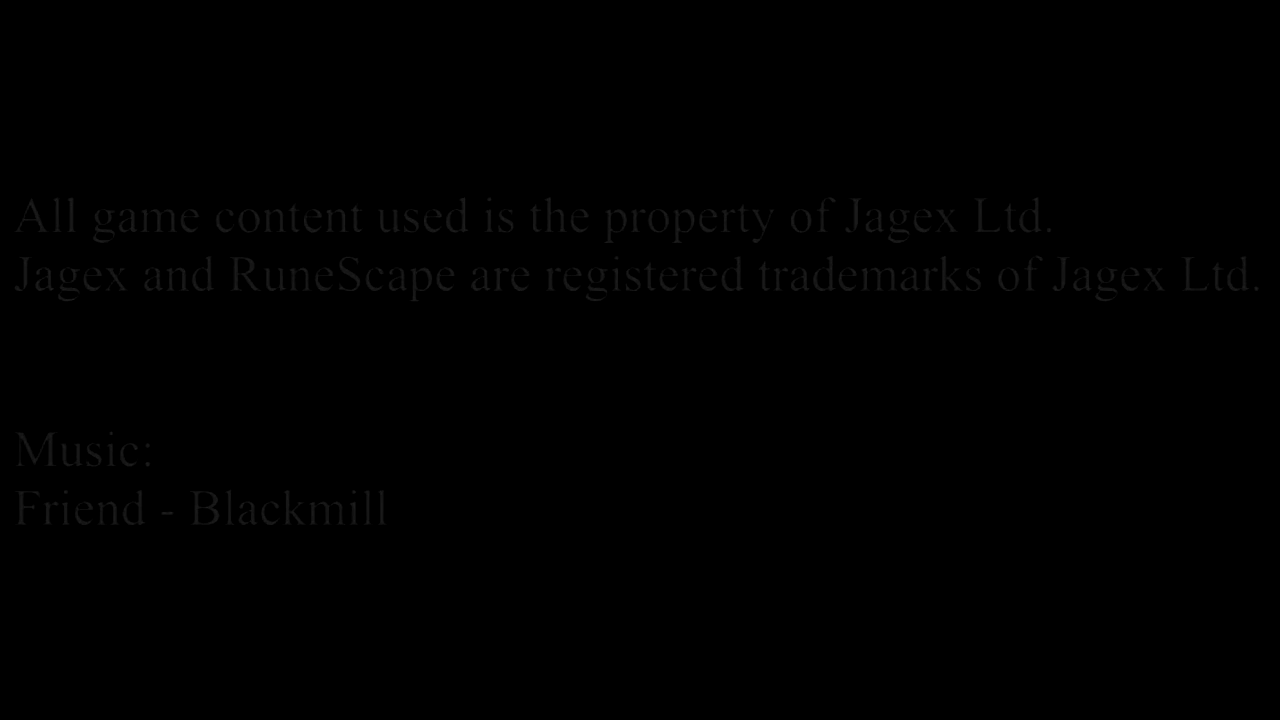 All game content used is the property of Jagex Ltd.
Jagex and RuneScape are registered trademarks of Jagex Ltd.
Music:
Friend - Blackmill